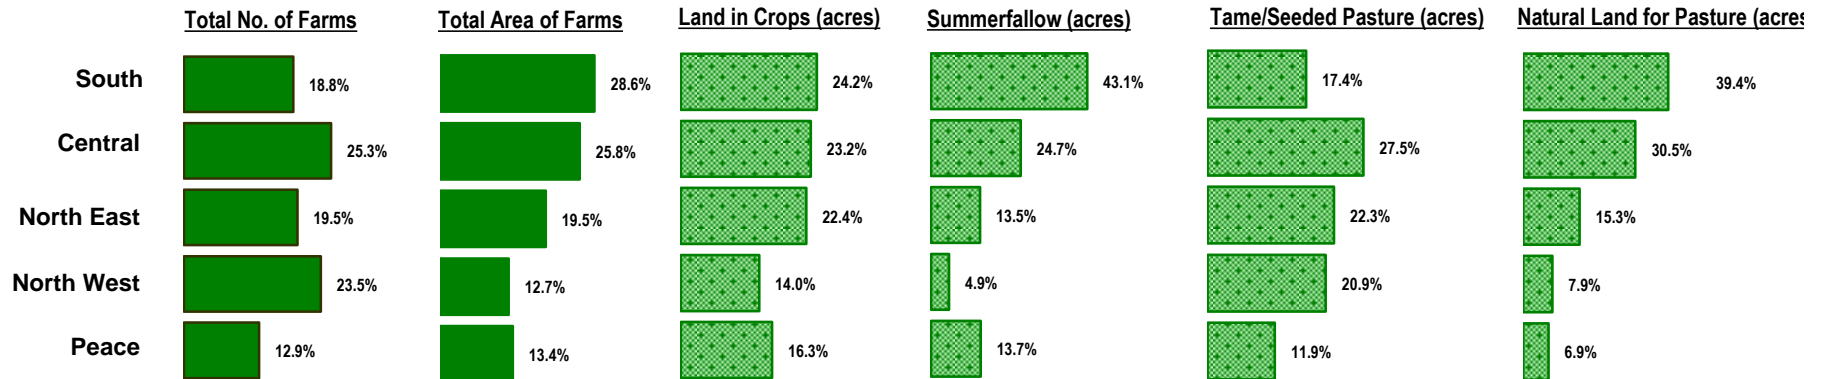 Total No. of Farms Total Area of Farms Land in Crops (acres) Summerfallow (acres) Tame/Seeded Pasture (acres) Natural Land for Pasture (acres
South 18.8% 28.6% 24.2% 43.1% 17.4% 39.4%
Central 25.3% 25.8% 23.2% 24.7% 27.5% 30.5%
North East 19.5% 19.5% 22.4% 13.5% 22.3% 15.3%
North West 23.5% 12.7% 14.0% 4.9% 20.9% 7.9%
Peace 12.9% 13.4% 16.3% 13.7% 11.9% 6.9%